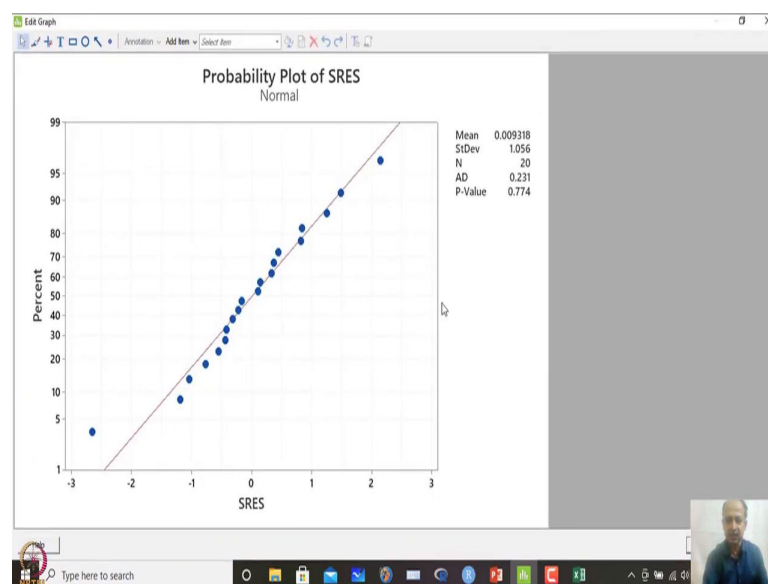 Edit Graph
T Annotation Add Item Select Item
Probability Plot of SRES
Normal
99
95
90
80
70
60
50
40
30
20
10
5
1
Percent
-3 -2 -1 0 1 2 3
SRES
Mean 0.009318
StDev 1.056
N 20
AD 0.231
P-Value 0.774
Help
NPTEL
Type here to search